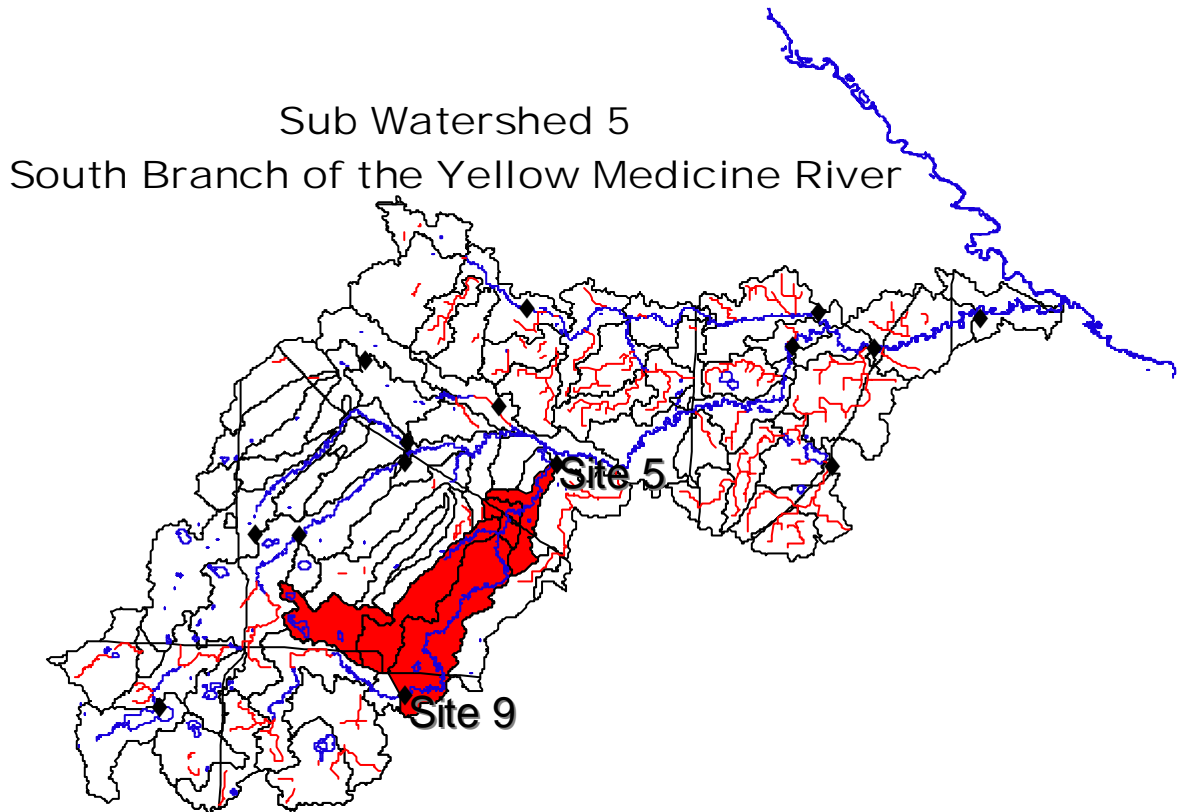 Sub Watershed 5
South Branch of the Yellow Medicine River
Site 5
Site 9